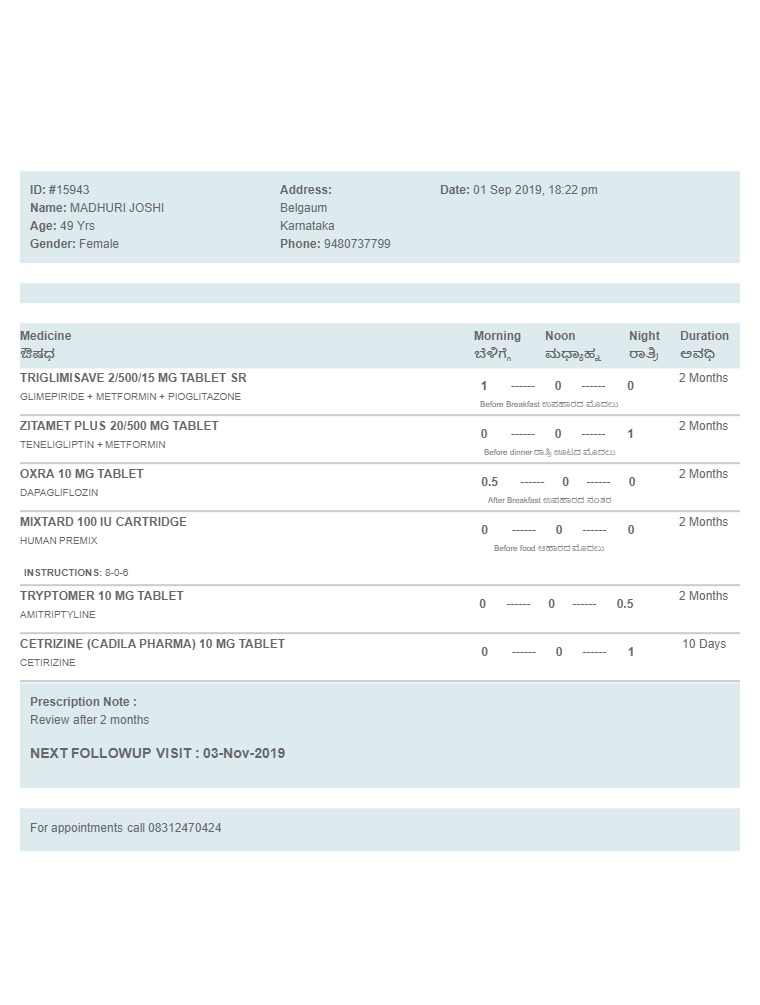 ID: #15943
Name: MADHURI JOSHI
Age: 49 Yrs
Gender: Female
Address:
Belgaum
Karnataka
Phone: 9480737799
Date: 01 Sep 2019, 18:22 pm
Medicine Morning Noon Night Duration
ಔಷಧ ಬೆಳಿಗ್ಗೆ ಮಧ್ಯಾಹ್ನ ರಾತ್ರಿ ಅವಧಿ
TRIGLIMISAVE 2/500/15 MG TABLET SR 1 ------ 0 ------ 0 2 Months
GLIMEPIRIDE + METFORMIN + PIOGLITAZONE
Before Breakfast ಉಪಹಾರದ ಮೊದಲು
ZITAMET PLUS 20/500 MG TABLET 0 ------ 0 ------ 1 2 Months
TENELIGLIPTIN + METFORMIN
Before dinner ರಾತ್ರಿ ಊಟದ ಮೊದಲು
OXRA 10 MG TABLET 0.5 ------ 0 ------ 0 2 Months
DAPAGLIFLOZIN
After Breakfast ಉಪಹಾರದ ನಂತರ
MIXTARD 100 IU CARTRIDGE 0 ------ 0 ------ 0 2 Months
HUMAN PREMIX
Before food ಆಹಾರದ ಮೊದಲು
INSTRUCTIONS: 8-0-6
TRYPTOMER 10 MG TABLET 0 ------ 0 ------ 0.5 2 Months
AMITRIPTYLINE
CETRIZINE (CADILA PHARMA) 10 MG TABLET 0 ------ 0 ------ 1 10 Days
CETIRIZINE
Prescription Note :
Review after 2 months
NEXT FOLLOWUP VISIT : 03-Nov-2019
For appointments call 08312470424